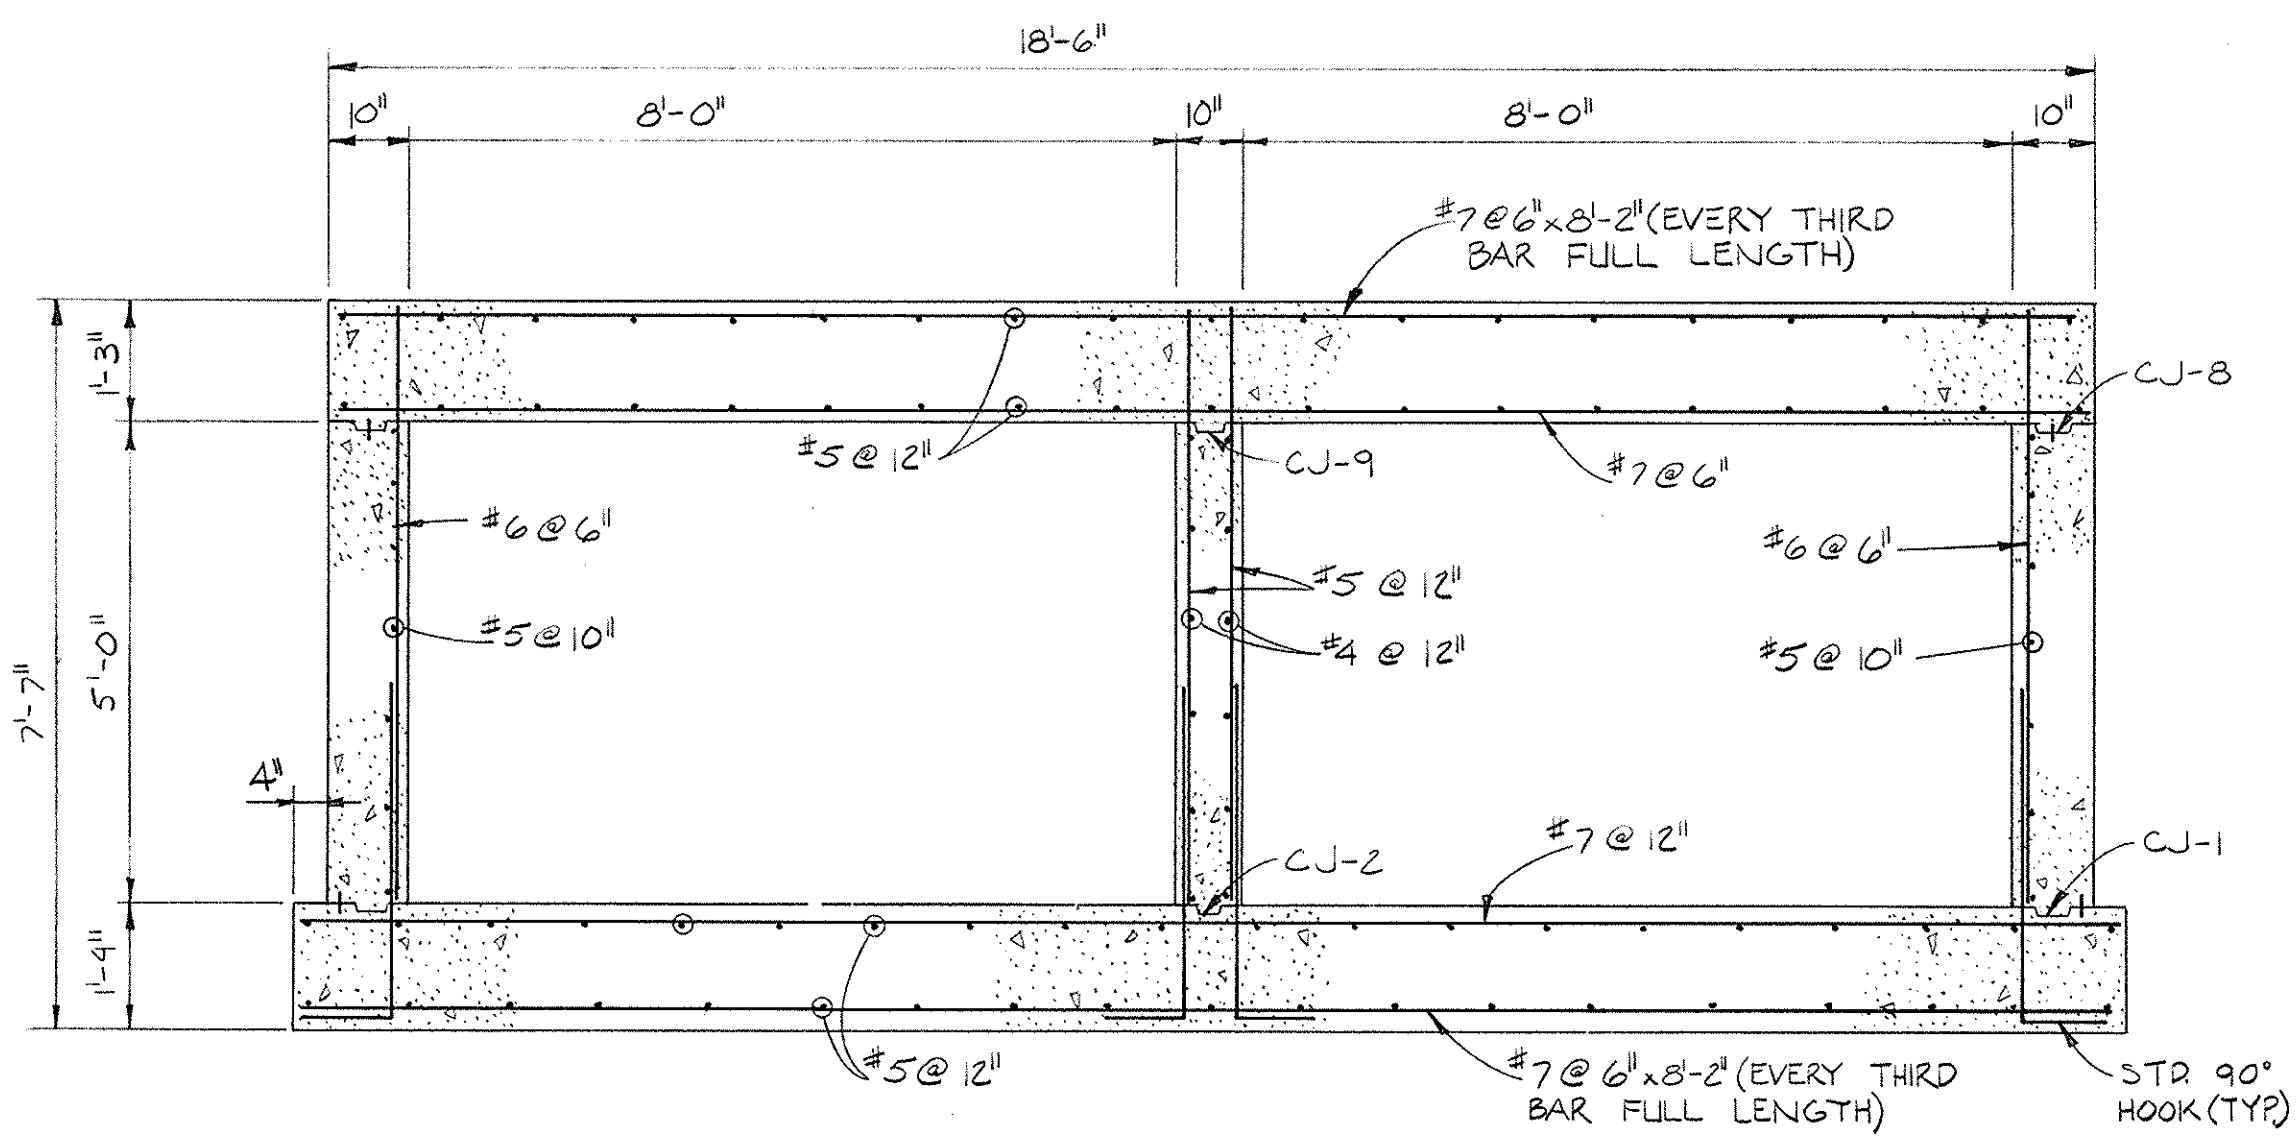 18'-6"
10"
8'-0"
10"
8'-0"
10"
#7@6"x8'-2"(EVERY THIRD
BAR FULL LENGTH)
1'-3"
CJ-8
#5@12"
CJ-9
#7@6"
#6@6"
#6@6"
#5@12"
#5@10"
#4@12"
#5@10"
5'-0"
7'-7"
4"
#7@12"
CJ-2
CJ-1
1'-4"
#5@12"
#7@6"x8'-2"(EVERY THIRD
BAR FULL LENGTH)
STD. 90°
HOOK(TYP.)